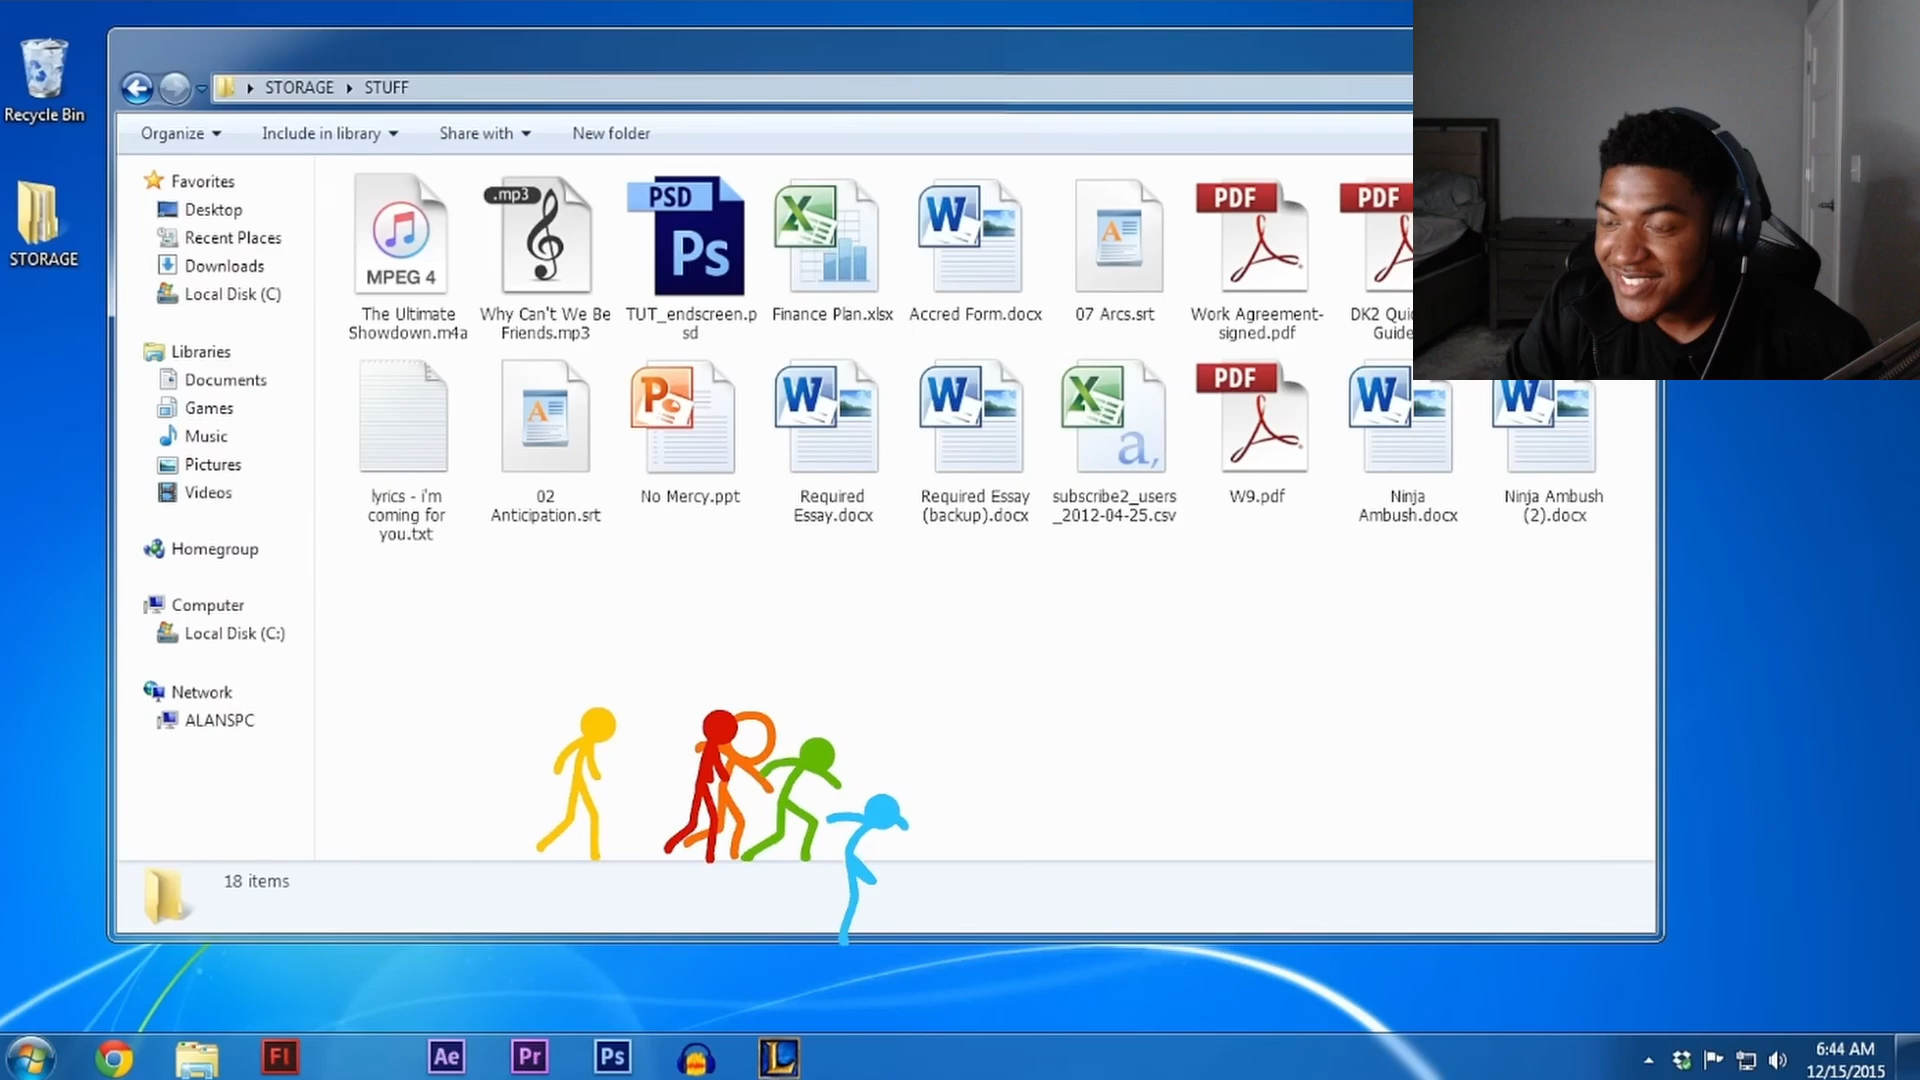 Recycle Bin
STORAGE
STORAGE
STUFF
Organize
Include in library
Share with
New folder
Favorites
Desktop
Recent Places
Downloads
Local Disk (C)
Libraries
Documents
Games
Music
Pictures
Videos
Homegroup
Computer
Local Disk (C:)
Network
ALANSPC
MPEG 4
The Ultimate
Showdown.m4a
.mp3
Why Can't We Be
Friends.mp3
PSD
Ps
TUT_endscreen.p
sd
Finance Plan.xlsx
Accred Form.docx
A
07 Arcs.srt
PDF
Work Agreement-
signed.pdf
PDF
DK2 Qui
Guide
lyrics - i'm
coming for
you.txt
A
02
Anticipation.srt
No Mercy.ppt
W
Required
Essay.docx
W
Required Essay
(backup).docx
a,
subscribe2_users
_2012-04-25.csv
PDF
W9.pdf
W
Ninja
Ambush.docx
W
Ninja Ambush
(2).docx
18 items
Fl
Ae
Pr
Ps
L
6:44 AM
12/15/2015